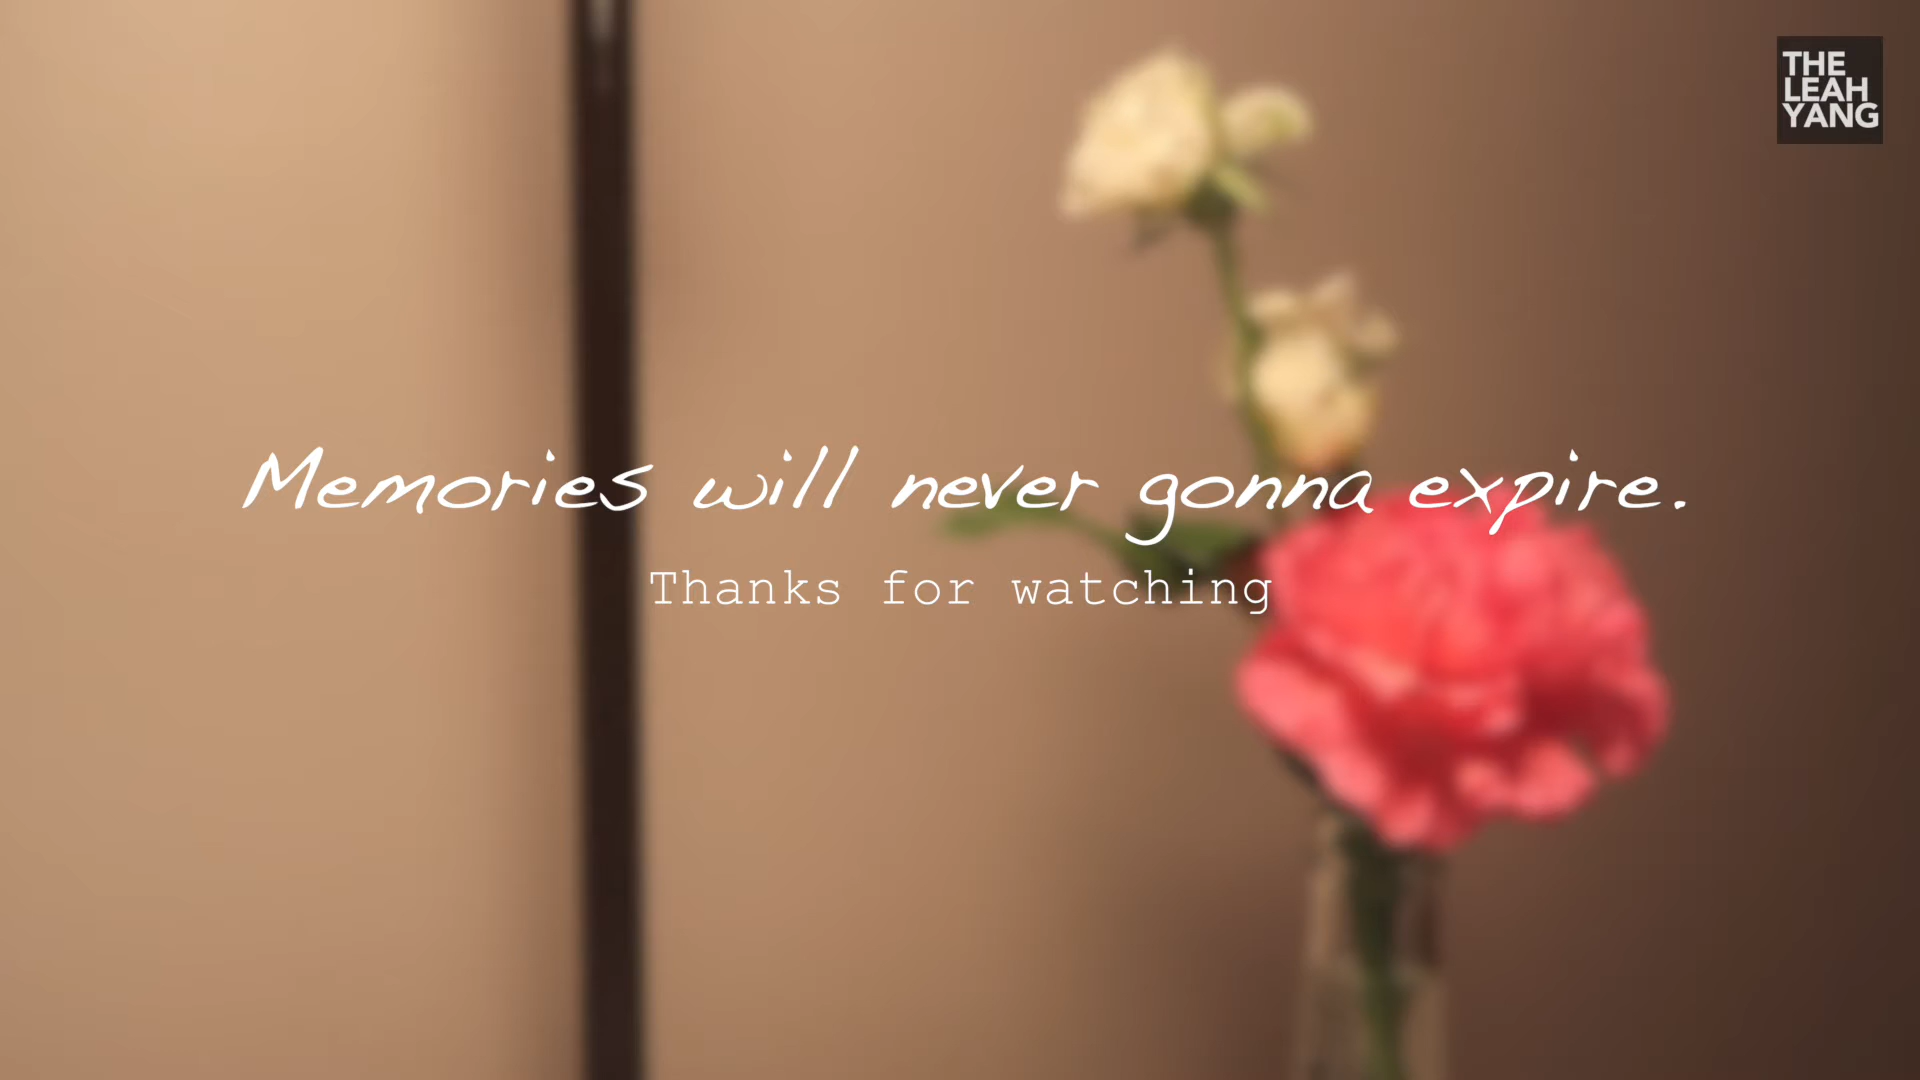 THE
LEAH
YANG
Memories will never gonna expire.
Thanks for watching